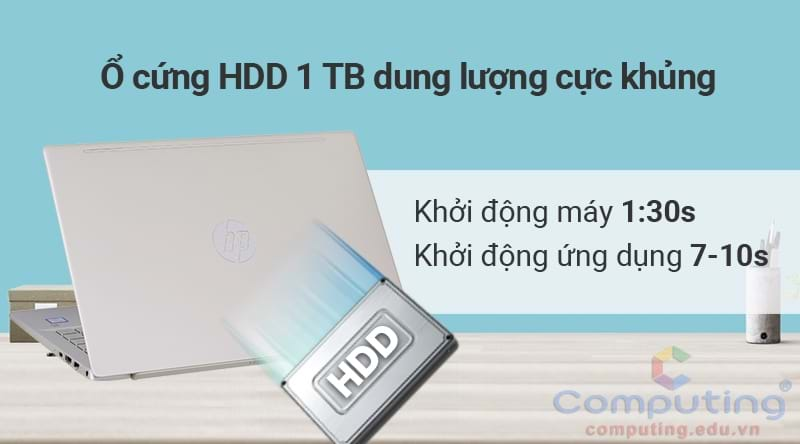 Ổ cứng HDD 1 TB dung lượng cực khủng
Khởi động máy 1:30s
Khởi động ứng dụng 7-10s
hp
HDD
Computing®
computing.edu.vn